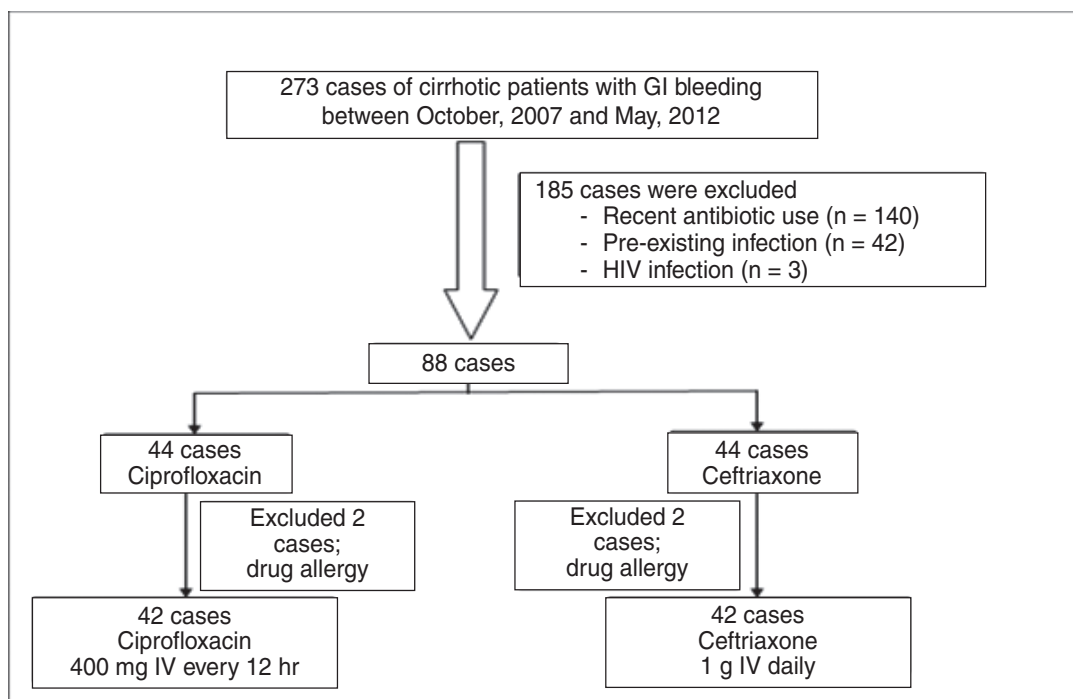 273 cases of cirrhotic patients with GI bleeding
between October, 2007 and May, 2012
185 cases were excluded
- Recent antibiotic use (n = 140)
- Pre-existing infection (n = 42)
- HIV infection (n = 3)
88 cases
44 cases
Ciprofloxacin
44 cases
Ceftriaxone
Excluded 2
cases;
drug allergy
Excluded 2
cases;
drug allergy
42 cases
Ciprofloxacin
400 mg IV every 12 hr
42 cases
Ceftriaxone
1 g IV daily